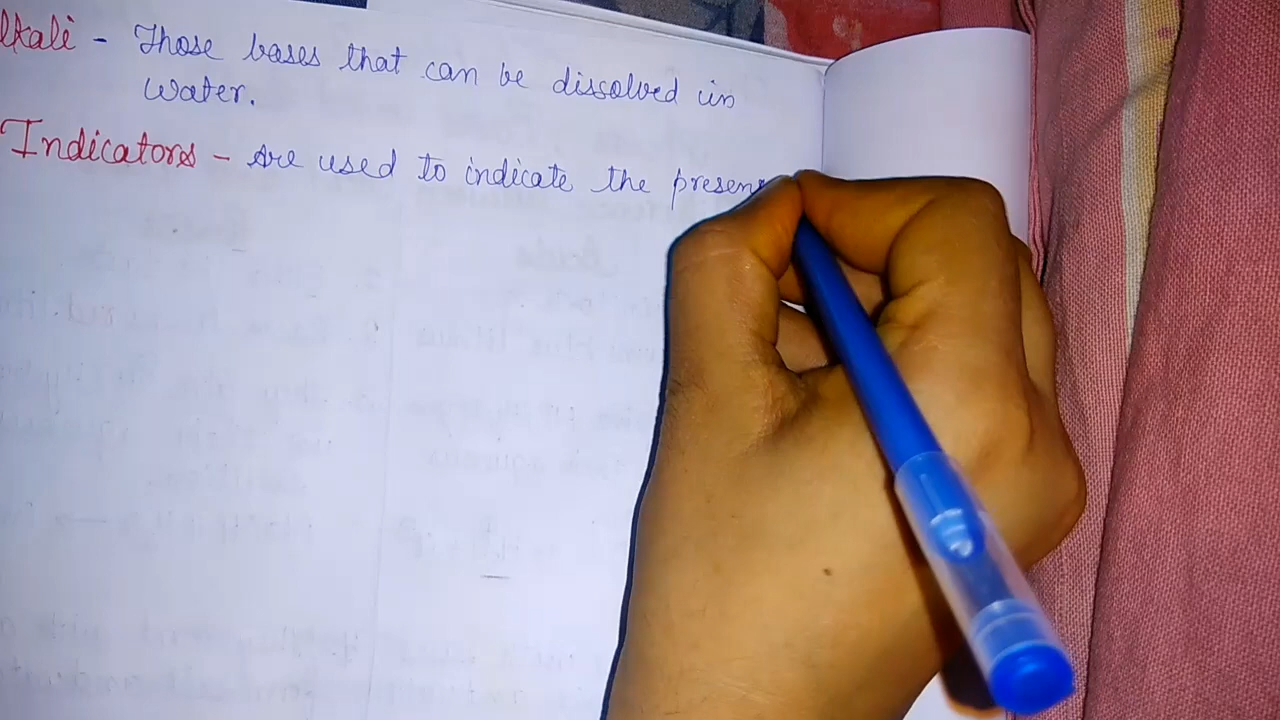 lkali - Those bases that can be dissolved in
water.
Indicators - Are used to indicate the presen